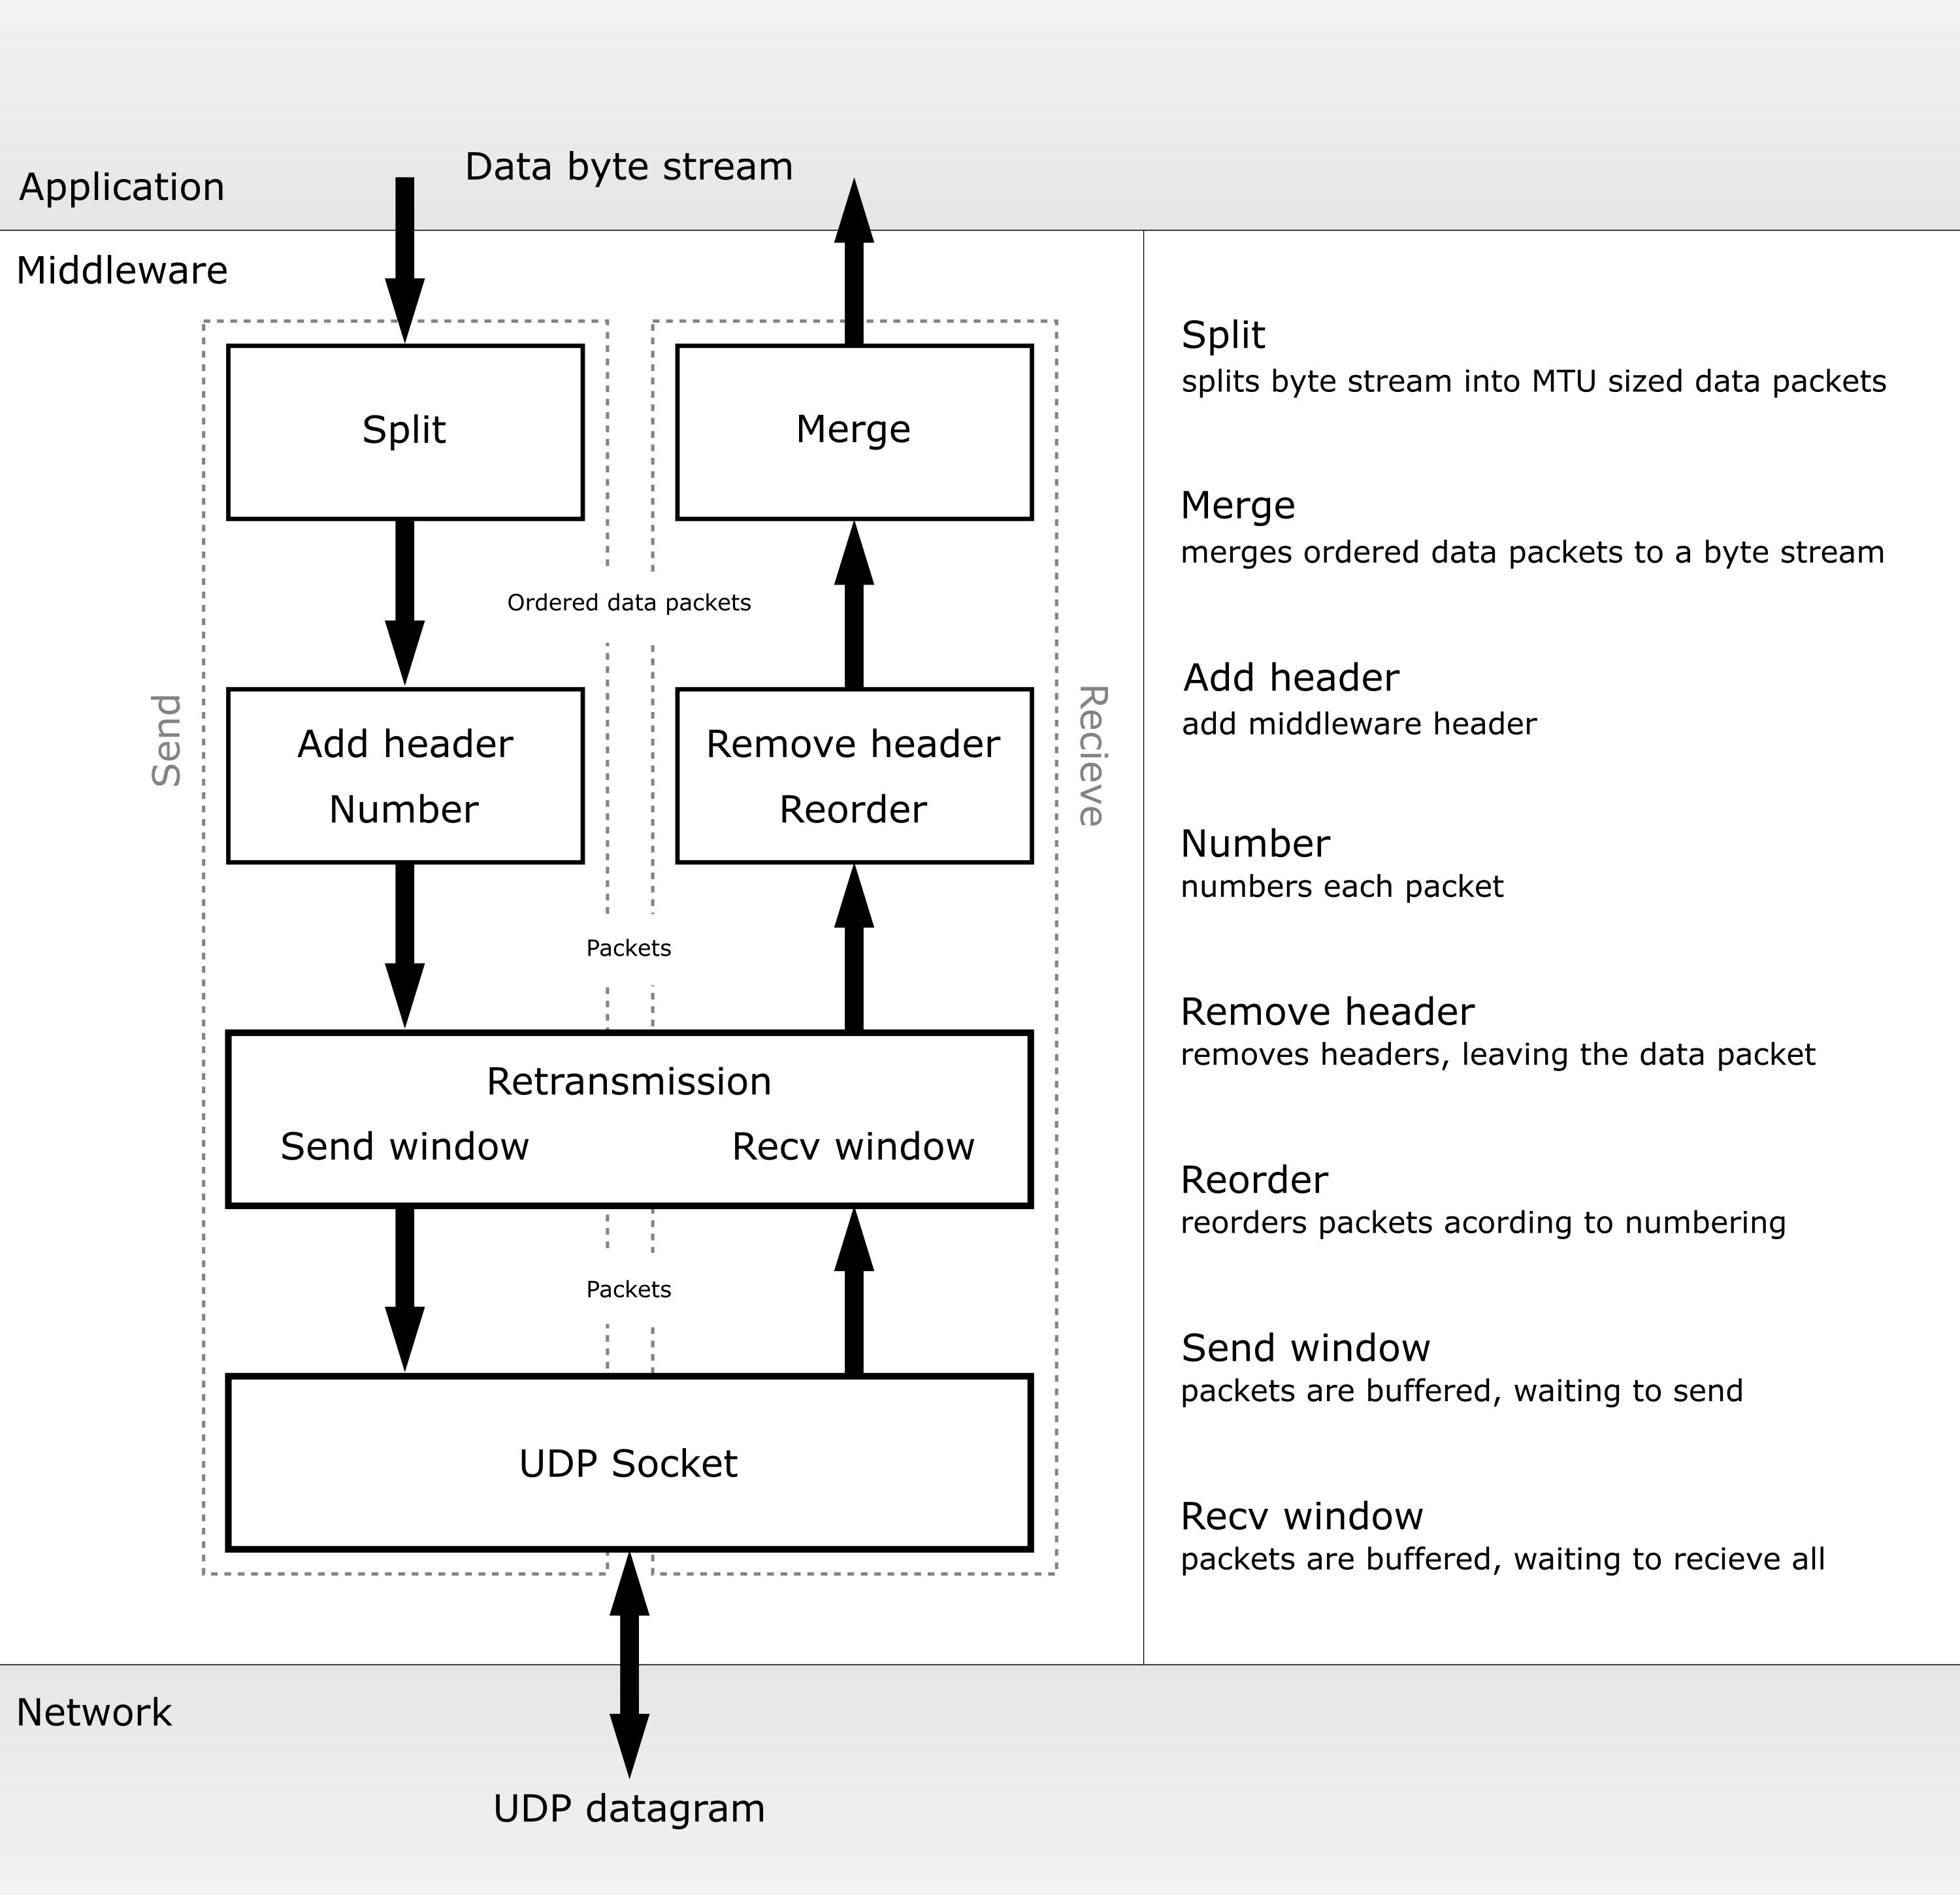 Data byte stream
Application
Middleware
Split
Merge
Ordered data packets
Send
Add header
Number
Remove header
Reorder
Recieve
Packets
Retransmission
Send window
Recv window
Packets
UDP Socket
Split
splits byte stream into MTU sized data packets
Merge
merges ordered data packets to a byte stream
Add header
add middleware header
Number
numbers each packet
Remove header
removes headers, leaving the data packet
Reorder
reorders packets acording to numbering
Send window
packets are buffered, waiting to send
Recv window
packets are buffered, waiting to recieve all
Network
UDP datagram